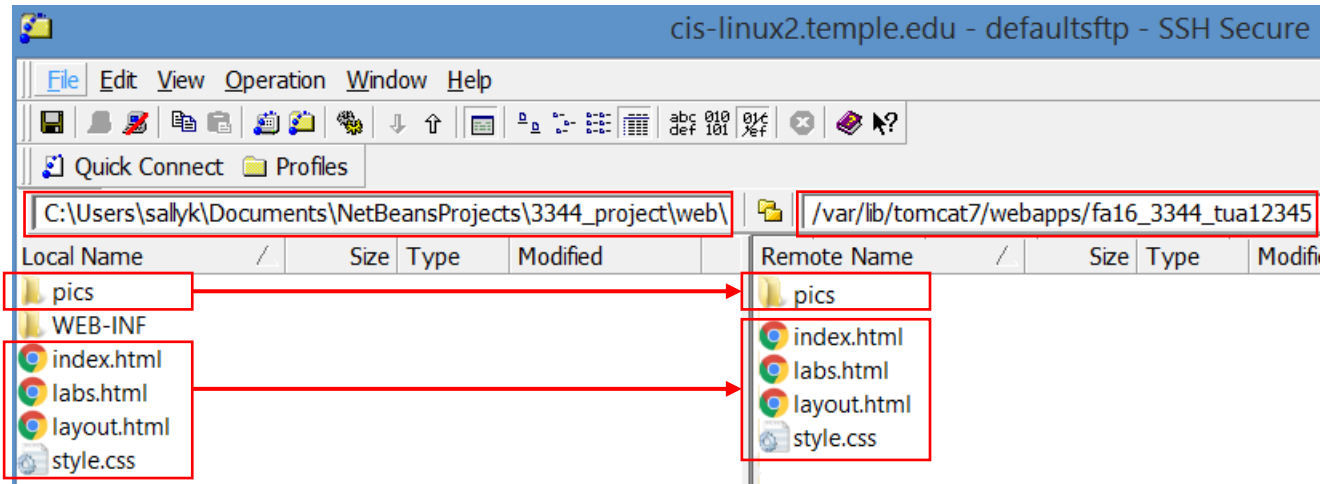 cis-linux2.temple.edu - defaultsftp - SSH Secure
File Edit View Operation Window Help
abc def 010 101
Quick Connect Profiles
C:\Users\sallyk\Documents\NetBeansProjects\3344_project\web\ /var/lib/tomcat7/webapps/fa16_3344_tua12345
Local Name Size Type Modified Remote Name Size Type
pics pics
WEB-INF
index.html index.html
labs.html labs.html
layout.html layout.html
style.css style.css